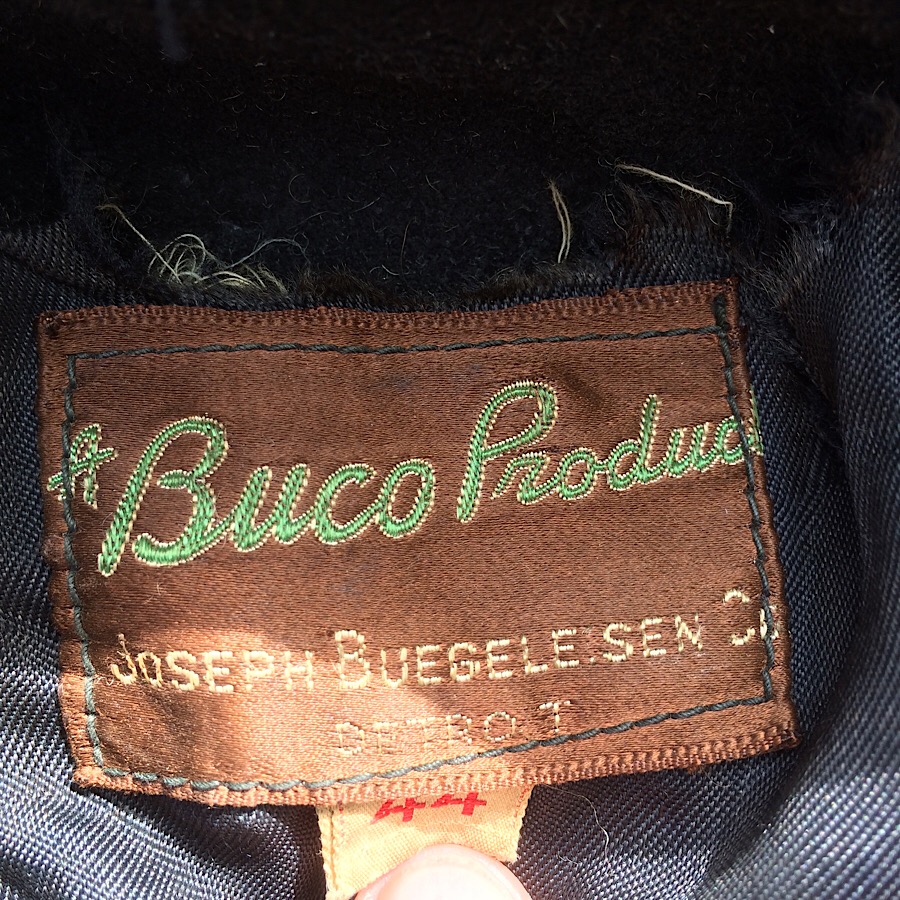 A Buco Product
JOSEPH BUEGELEISEN Co
DETROIT
44